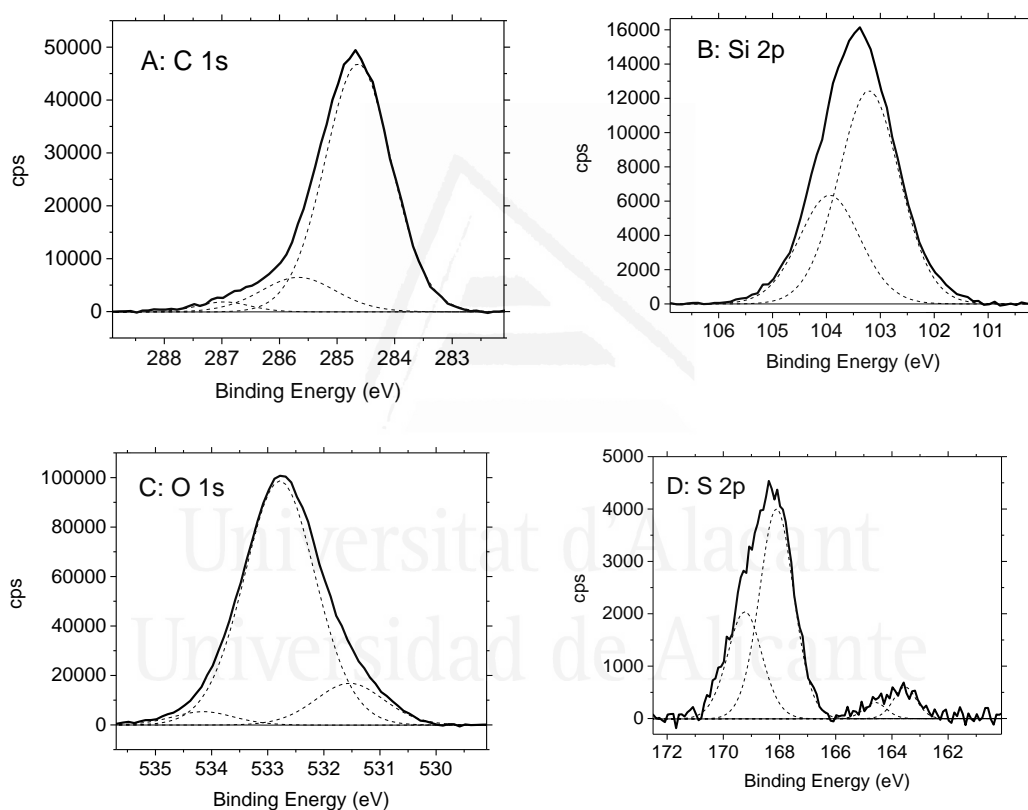 A: C 1s
50000
40000
30000
20000
10000
0
cps
288 287 286 285 284 283
Binding Energy (eV)
B: Si 2p
16000
14000
12000
10000
8000
6000
4000
2000
0
cps
106 105 104 103 102 101
Binding Energy (eV)
C: O 1s
100000
80000
60000
40000
20000
0
cps
535 534 533 532 531 530
Binding Energy (eV)
D: S 2p
5000
4000
3000
2000
1000
0
cps
172 170 168 166 164 162
Binding Energy (eV)
Universitat d'Alacant
Universidad de Alicante